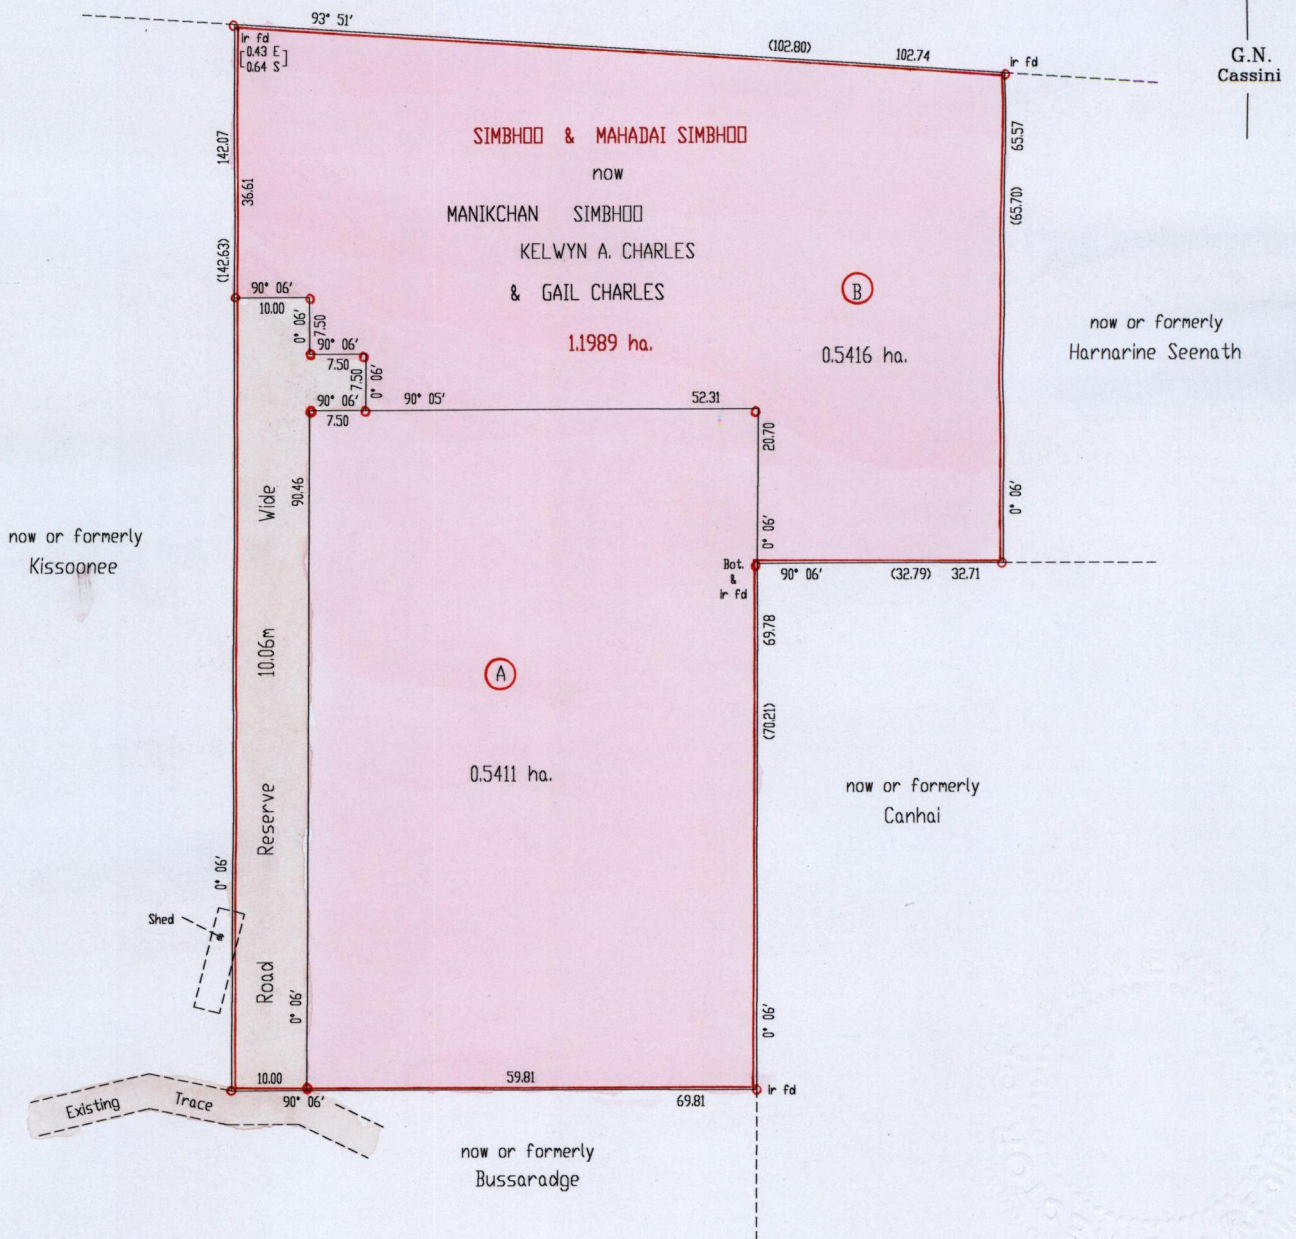 93° 51′
(102.80)
102.74
ir fd
G.N.
Cassini
ir fd
0.43 E
0.64 S
142.07
36.61
(142.63)
65.57
(65.70)
SIMBHOO & MAHADAI SIMBHOO
now
MANIKCHAN SIMBHOO
KELWYN A. CHARLES
& GAIL CHARLES
1.1989 ha.
B
0.5416 ha.
now or formerly
Harnarine Seenath
90° 06′
10.00
0° 06′
7.50
90° 06′
7.50
7.50
0° 06′
90° 06′
7.50
90° 05′
52.31
20.70
0° 06′
0° 06′
90.46
now or formerly
Kissoonee
Bot.
&
ir fd
90° 06′
(32.79)
32.71
69.78
(70.21)
Road Reserve 10.06m Wide
A
0.5411 ha.
now or formerly
Canhai
0° 06′
Shed
0° 06′
0° 06′
10.00
59.81
ir fd
90° 06′
69.81
Existing Trace
now or formerly
Bussaradge